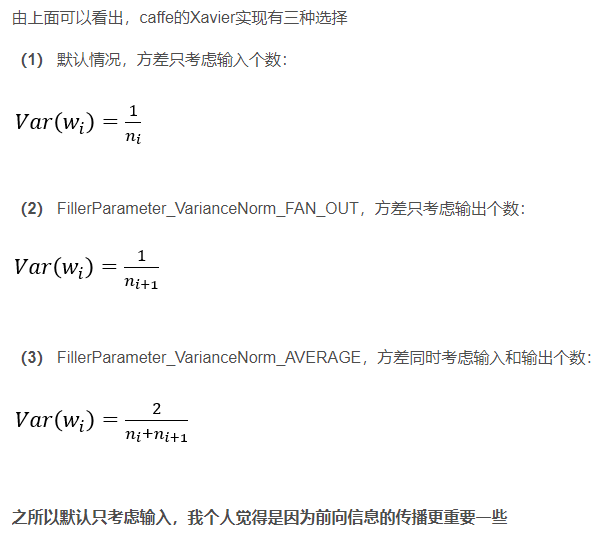 由上面可以看出，caffe的Xavier实现有三种选择
（1） 默认情况，方差只考虑输入个数：
Var(w_i) = 1/n_i
（2） FillerParameter_VarianceNorm_FAN_OUT，方差只考虑输出个数：
Var(w_i) = 1/n_{i+1}
（3） FillerParameter_VarianceNorm_AVERAGE，方差同时考虑输入和输出个数：
Var(w_i) = 2/(n_i+n_{i+1})
之所以默认只考虑输入，我个人觉得是因为前向信息的传播更重要一些